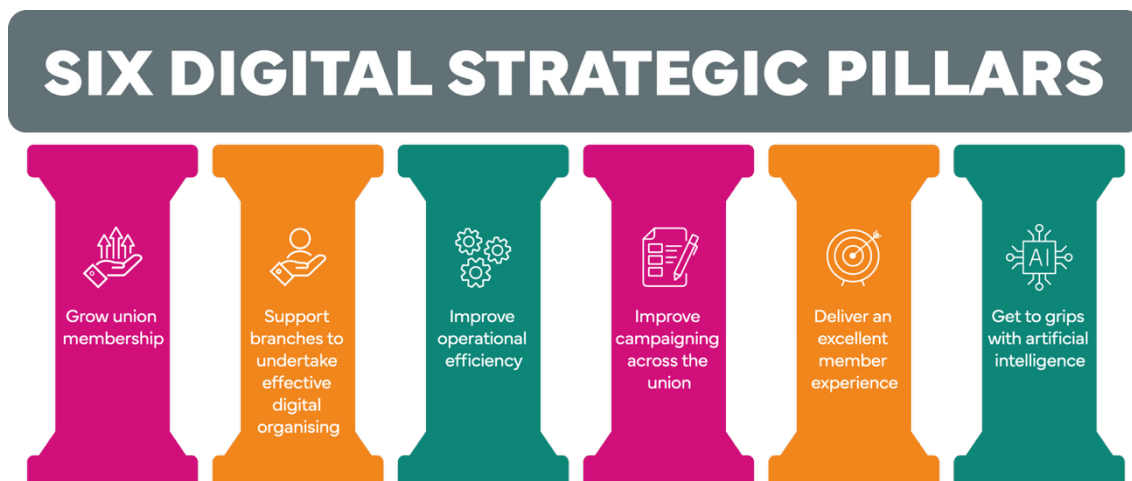 SIX DIGITAL STRATEGIC PILLARS
Grow union
membership
Support
branches to
undertake
effective
digital
organising
Improve
operational
efficiency
Improve
campaigning
across the
union
Deliver an
excellent
member
experience
AI
Get to grips
with artificial
intelligence